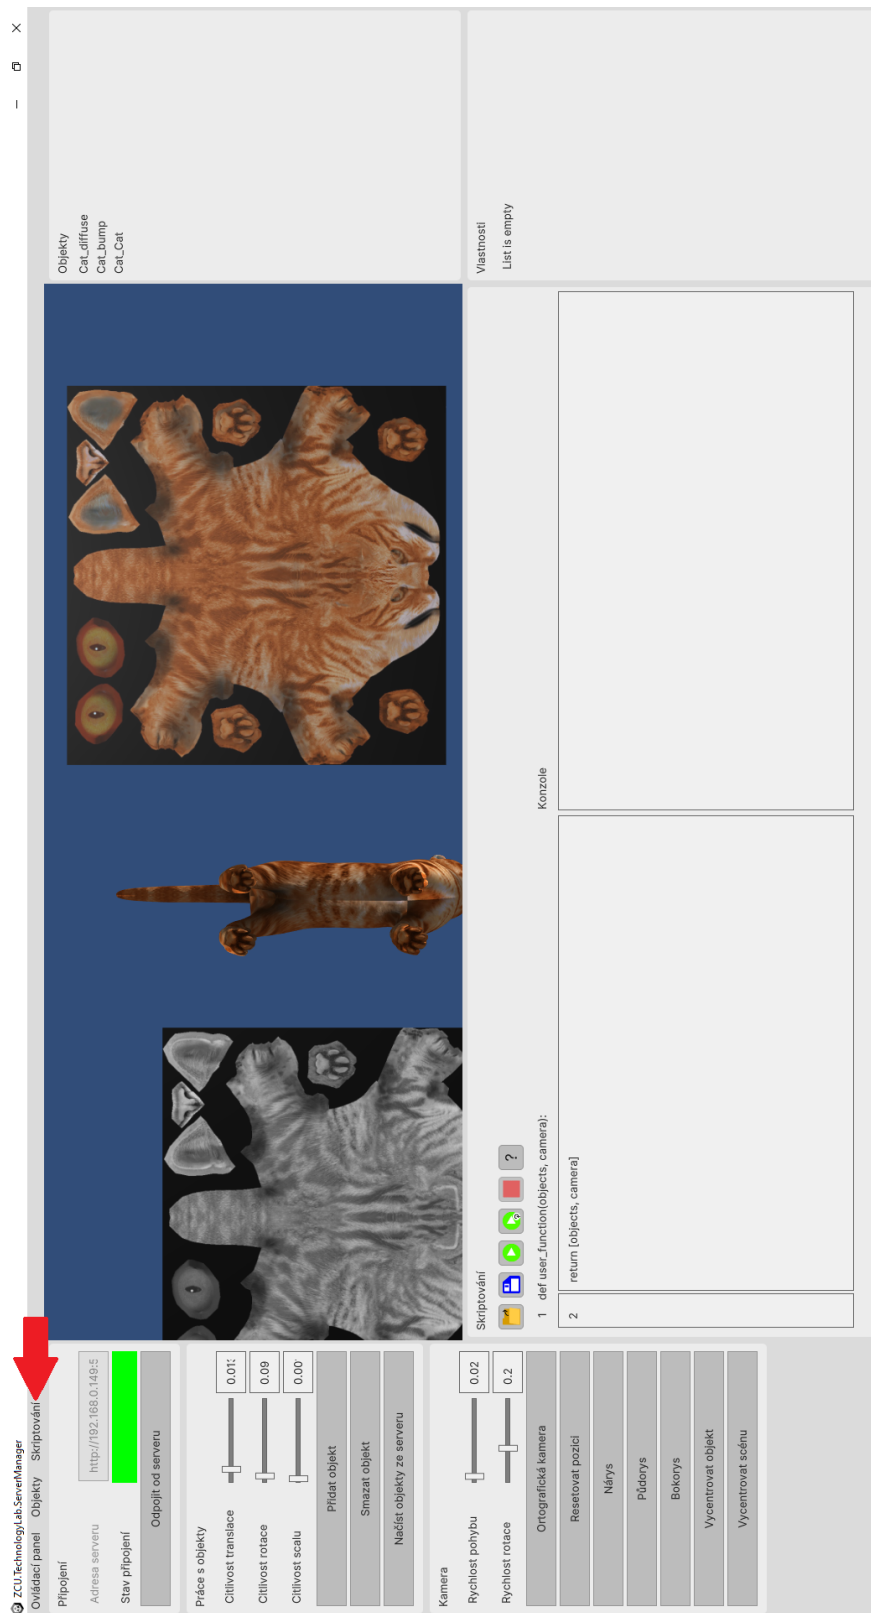 ZCU.TechnologyLab.ServerManager
Ovládací panel Objekty Skriptování
Připojení
Adresa serveru http://192.168.0.149:5
Stav připojení
Odpojit od serveru
Práce s objekty
Citlivost translace 0.01
Citlivost rotace 0.09
Citlivost scalu 0.00
Přidat objekt
Smazat objekt
Načíst objekty ze serveru
Kamera
Rychlost pohybu 0.02
Rychlost rotace 0.2
Ortografická kamera
Resetovat pozici
Nárys
Půdorys
Bokorys
Vycentrovat objekt
Vycentrovat scénu
Skriptování
?
1 def user_function(objects, camera):
2 return [objects, camera]
Konzole
Objekty
Cat_diffuse
Cat_bump
Cat_Cat
Vlastnosti
List is empty